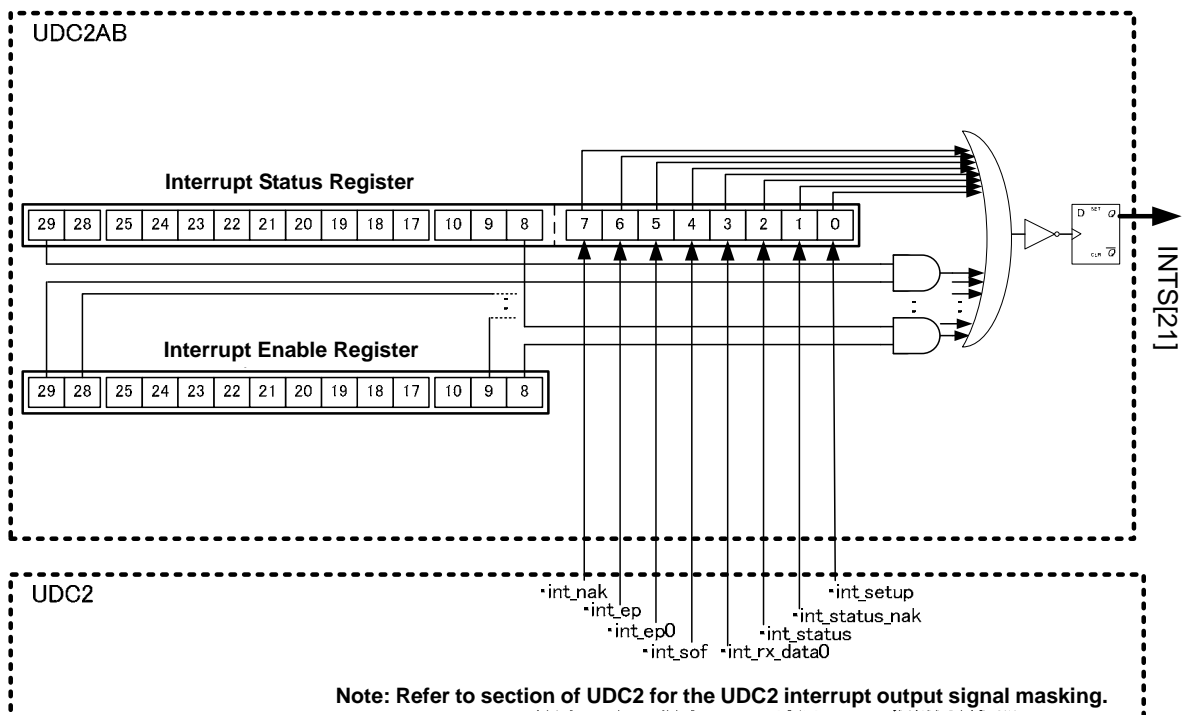 UDC2AB
Interrupt Status Register
29 28 25 24 23 22 21 20 19 18 17 10 9 8 7 6 5 4 3 2 1 0
D SET Q
CLR Q
INTS[21]
Interrupt Enable Register
29 28 25 24 23 22 21 20 19 18 17 10 9 8
UDC2
・int_nak
・int_ep
・int_ep0
・int_sof
・int_rx_data0
・int_status
・int_status_nak
・int_setup
Note: Refer to section of UDC2 for the UDC2 interrupt output signal masking.